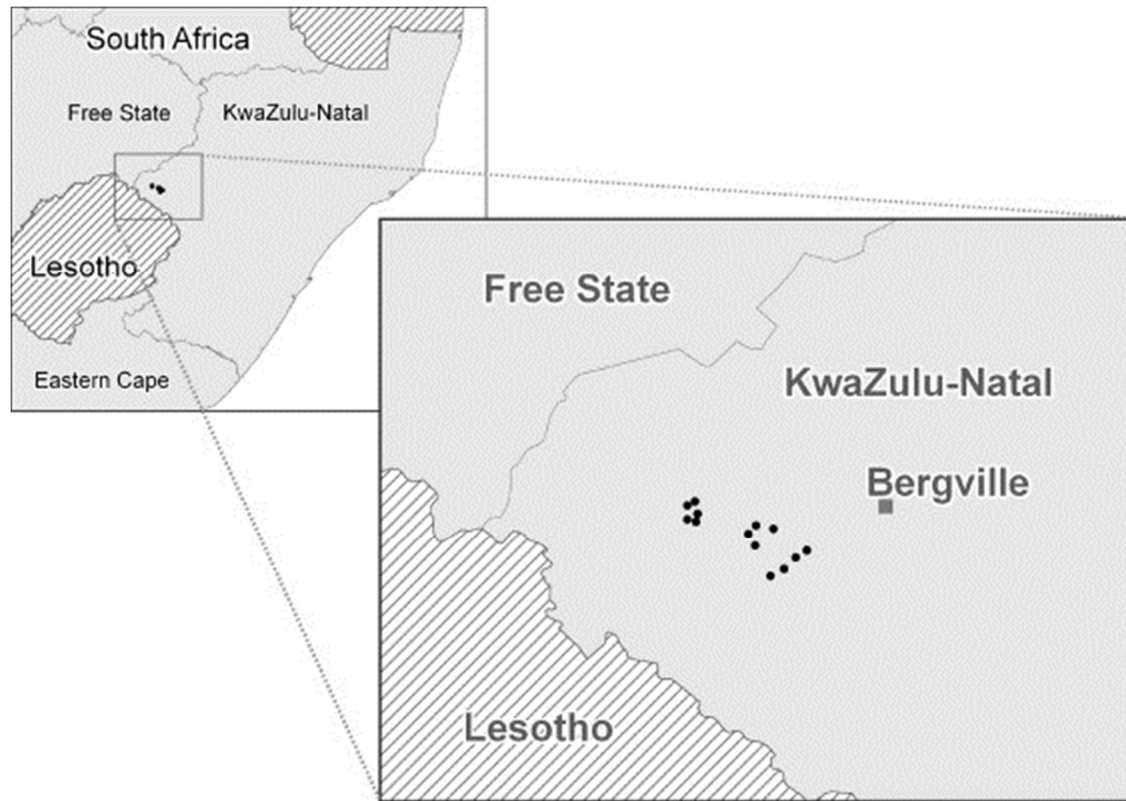 South Africa
Free State
KwaZulu-Natal
Lesotho
Eastern Cape
Free State
KwaZulu-Natal
Bergville
Lesotho